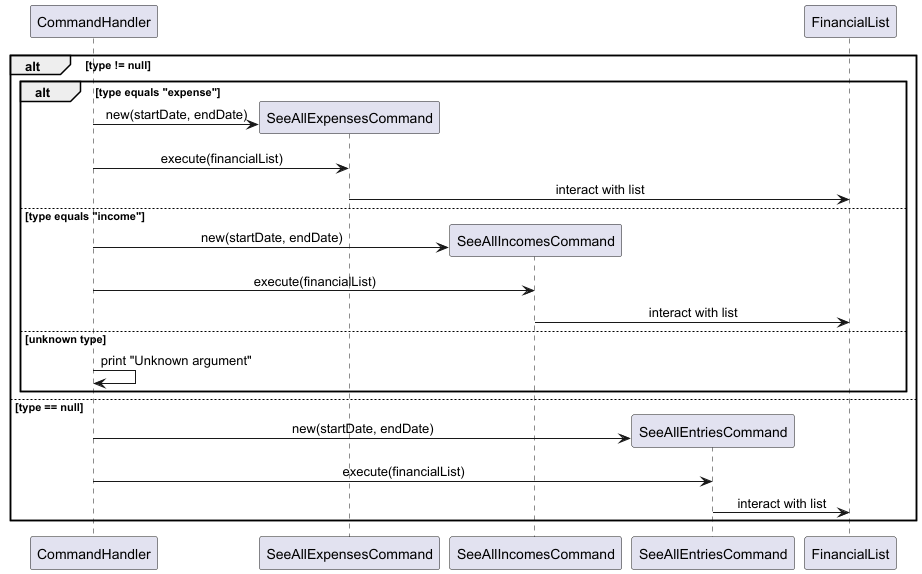 CommandHandler
FinancialList
alt [type != null]
alt [type equals "expense"]
new(startDate, endDate)
SeeAllExpensesCommand
execute(financialList)
interact with list
[type equals "income"]
new(startDate, endDate)
SeeAllIncomesCommand
execute(financialList)
interact with list
[unknown type]
print "Unknown argument"
[type == null]
new(startDate, endDate)
SeeAllEntriesCommand
execute(financialList)
interact with list
CommandHandler
SeeAllExpensesCommand
SeeAllIncomesCommand
SeeAllEntriesCommand
FinancialList